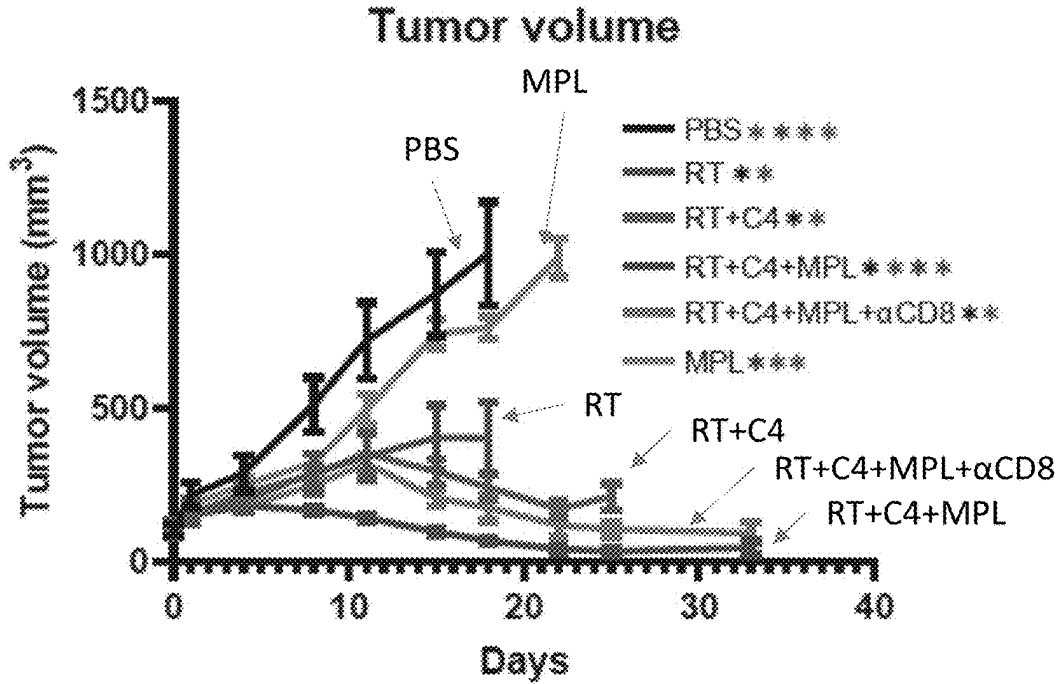 Tumor volume
MPL
PBS
1500
1000
500
0
Tumor volume (mm³)
PBS ****
RT **
RT+C4 **
RT+C4+MPL ****
RT+C4+MPL+αCD8 **
MPL ***
RT
RT+C4
RT+C4+MPL+αCD8
RT+C4+MPL
0 10 20 30 40
Days